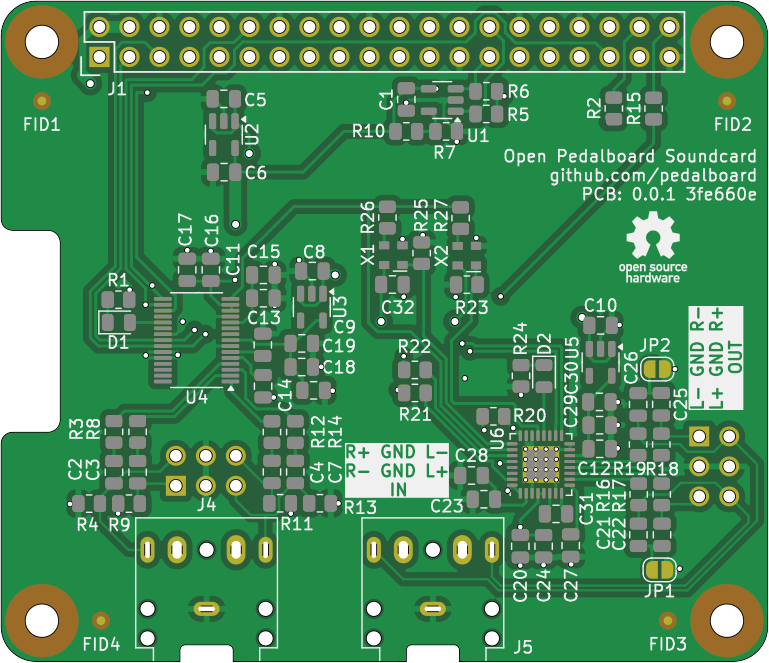 J1
C5
C1
R6
R5
R2
R15
U2
R10
U1
R7
FID1
FID2
C6
Open Pedalboard Soundcard
github.com/pedalboard
PCB: 0.0.1 3fe660e
R26
R25
R27
C17
C16
C11
C15
C8
X1
X2
open source
hardware
R1
C13
U3
C32
R23
C10
D1
C9
C19
C18
R22
R24
D2
U5
JP2
L- GND R-
L+ GND R+
OUT
C30
C26
U4
C14
R21
C29
C25
R3
R8
R12
R14
R20
U6
R+ GND L-
R- GND L+
IN
C2
C3
C4
C7
C28
C12
R19
R18
J4
C23
R4
R9
R11
R13
C31
C21
R16
C22
R17
C20
C24
C27
JP1
FID4
J5
FID3